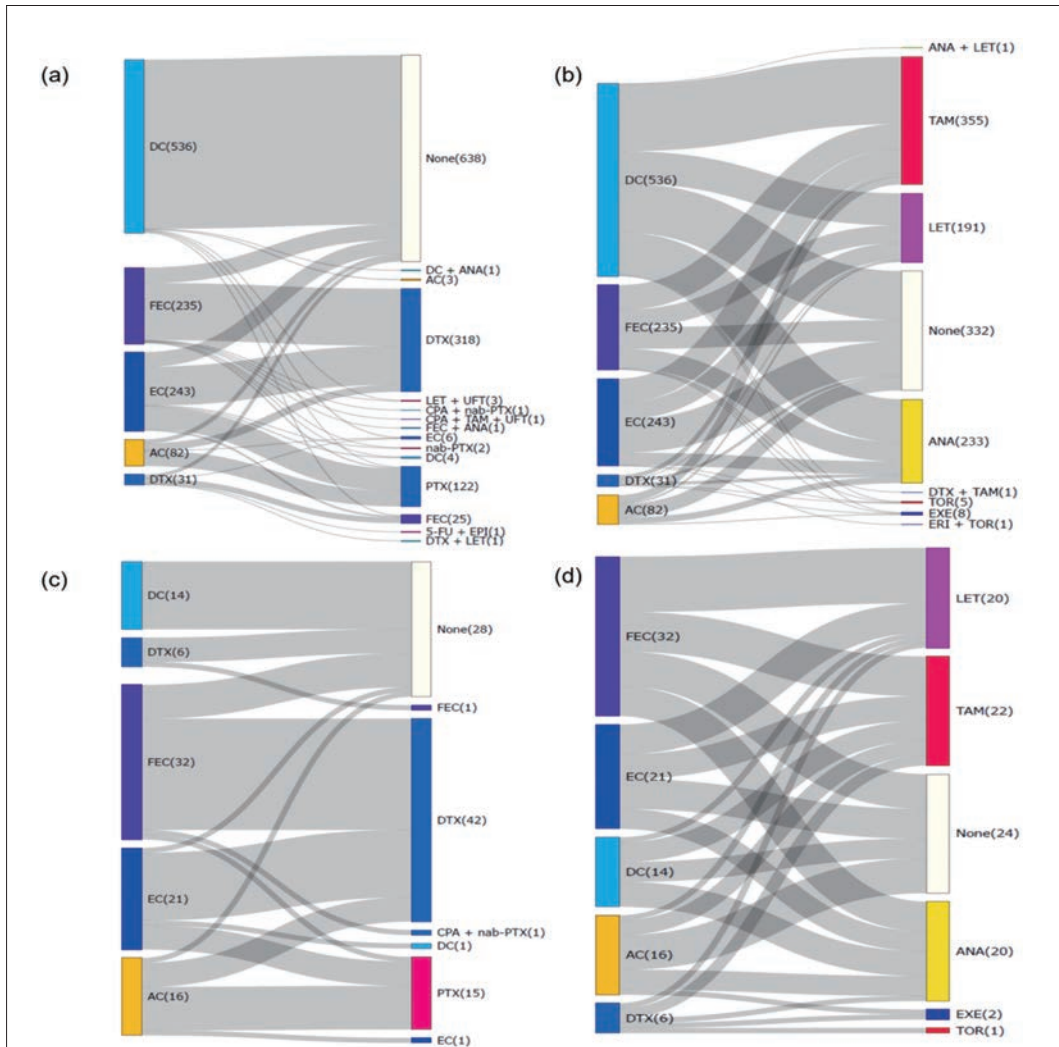 (a)
DC(536)
FEC(235)
EC(243)
AC(82)
DTX(31)
None(638)
DC + ANA(1)
AC(3)
DTX(318)
LET + UFT(3)
CPA + nab-PTX(1)
CPA + TAM + UFT(1)
FEC + ANA(1)
EC(6)
nab-PTX(2)
DC(4)
PTX(122)
FEC(25)
5-FU + EPI(1)
DTX + LET(1)
(b)
DC(536)
FEC(235)
EC(243)
DTX(31)
AC(82)
ANA + LET(1)
TAM(355)
LET(191)
None(332)
ANA(233)
DTX + TAM(1)
TOR(5)
EXE(8)
ERI + TOR(1)
(c)
DC(14)
DTX(6)
FEC(32)
EC(21)
AC(16)
None(28)
FEC(1)
DTX(42)
CPA + nab-PTX(1)
DC(1)
PTX(15)
EC(1)
(d)
FEC(32)
EC(21)
DC(14)
AC(16)
DTX(6)
LET(20)
TAM(22)
None(24)
ANA(20)
EXE(2)
TOR(1)